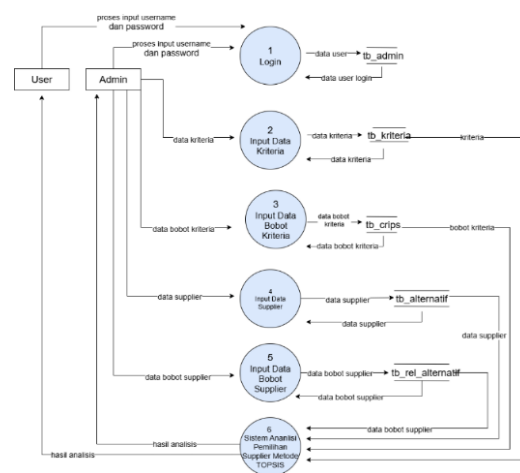 proses input username
dan password
proses input username
dan password
1
Login
data user
tb_admin
data user login
User
Admin
data kriteria
2
Input Data
Kriteria
data kriteria
tb_kriteria
kriteria
data kriteria
data bobot kriteria
3
Input Data
Bobot
Kriteria
data bobot
kriteria
tb_crips
bobot kriteria
data bobot kriteria
data supplier
4
Input Data
Supplier
data supplier
tb_alternatif
data supplier
data supplier
data bobot supplier
5
Input Data
Bobot
Supplier
data bobot supplier
tb_rel_alternatif
data bobot supplier
data bobot supplier
hasil analisis
hasil analisis
6
Sistem Ananlisi
Pemilihan
Supplier Metode
TOPSIS